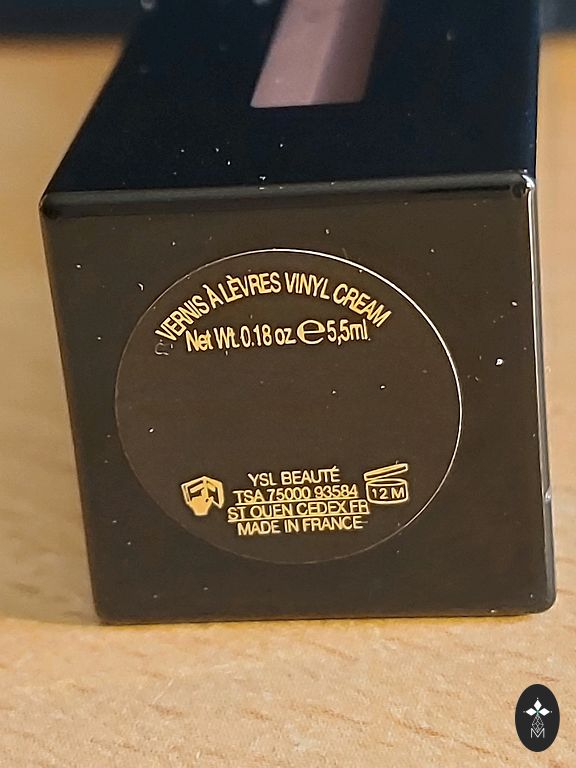 VERNIS À LÈVRES VINYL CREAM
Net Wt. 0.18 oz. ℮ 5,5ml
YSL BEAUTÉ
TSA 75000 93584
ST OUEN CEDEX FR
MADE IN FRANCE
12 M
M